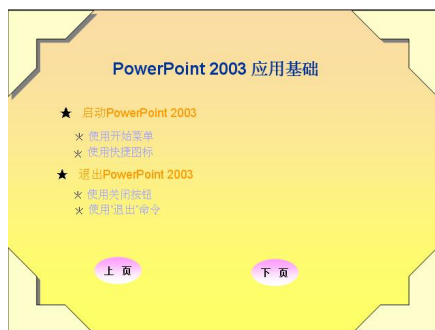 PowerPoint 2003 应用基础
启动PowerPoint 2003
使用开始菜单
使用快捷图标
退出PowerPoint 2003
使用关闭按钮
使用“退出”命令
上 页
下 页